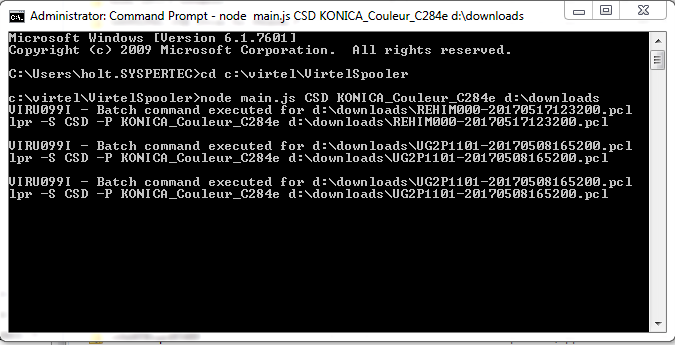 Administrator: Command Prompt - node  main.js CSD KONICA_Couleur_C284e d:\downloads
Microsoft Windows [Version 6.1.7601]
Copyright (c) 2009 Microsoft Corporation.  All rights reserved.
C:\Users\holt.SYSPERTEC>cd c:\virtel\VirtelSpooler
c:\virtel\VirtelSpooler>node main.js CSD KONICA_Couleur_C284e d:\downloads
VIRU099I - Batch command executed for d:\downloads\REHIM000-20170517123200.pcl
lpr -S CSD -P KONICA_Couleur_C284e d:\downloads\REHIM000-20170517123200.pcl
VIRU099I - Batch command executed for d:\downloads\UG2P1101-20170508165200.pcl
lpr -S CSD -P KONICA_Couleur_C284e d:\downloads\UG2P1101-20170508165200.pcl
VIRU099I - Batch command executed for d:\downloads\UG2P1101-20170508165200.pcl
lpr -S CSD -P KONICA_Couleur_C284e d:\downloads\UG2P1101-20170508165200.pcl